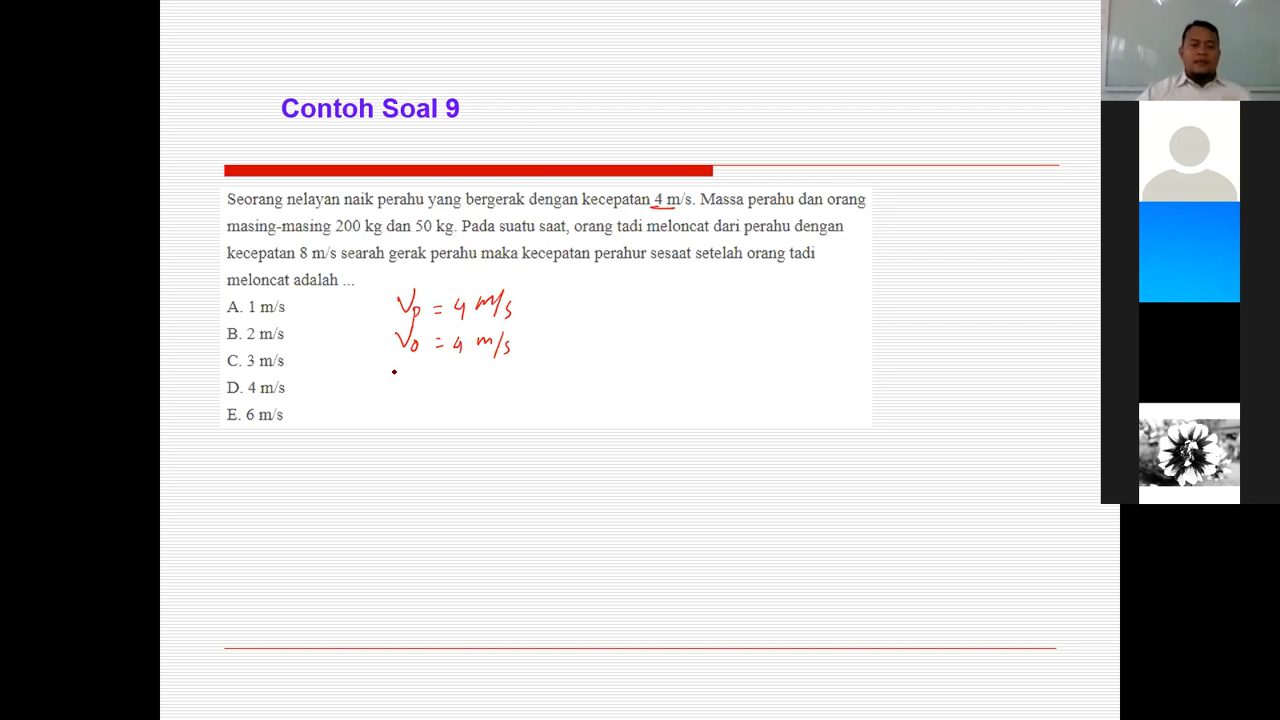 Contoh Soal 9
Seorang nelayan naik perahu yang bergerak dengan kecepatan 4 m/s. Massa perahu dan orang
masing-masing 200 kg dan 50 kg. Pada suatu saat, orang tadi meloncat dari perahu dengan
kecepatan 8 m/s searah gerak perahu maka kecepatan perahur sesaat setelah orang tadi
meloncat adalah ...
A. 1 m/s
B. 2 m/s
C. 3 m/s
D. 4 m/s
E. 6 m/s
Vp = 4 m/s
Vo = 4 m/s